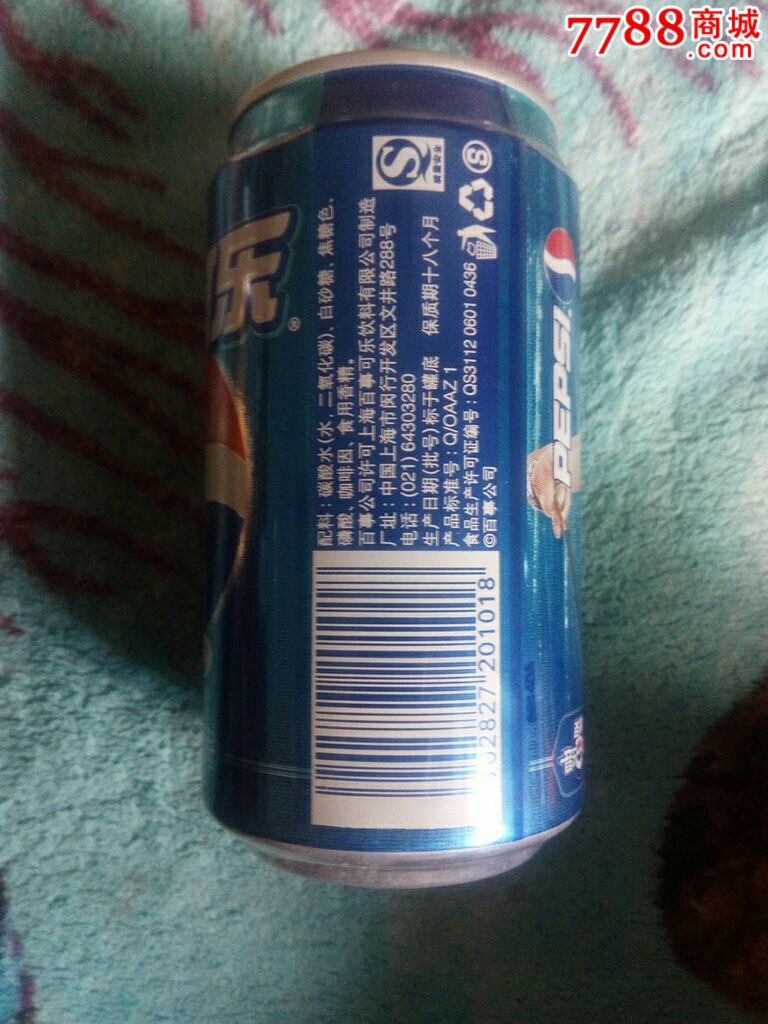 7788商城
.com
乐
®
配料：碳酸水(水,二氧化碳)、白砂糖、焦糖色、
磷酸、咖啡因、食用香精。
百事公司许可上海百事可乐饮料有限公司制造
厂址：中国上海市闵行开发区文井路288号
电话：(021) 64303280
生产日期(批号)标于罐底 保质期十八个月
产品标准号：Q/OAAZ 1
食品生产许可证编号：QS3112 0601 0436
©百事公司
质量安全
S
702827 201018
PEPSI